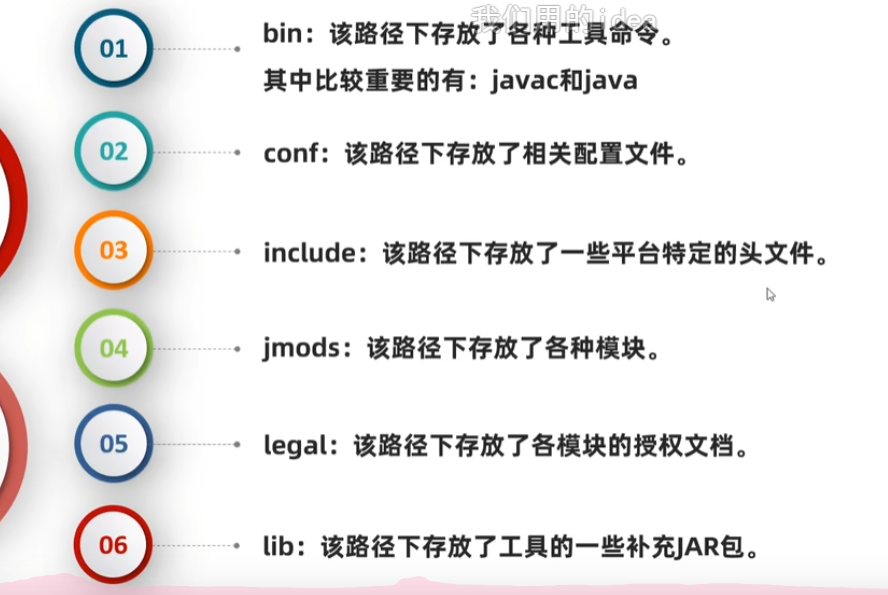 我们用的idea
01
bin：该路径下存放了各种工具命令。
其中比较重要的有：javac和java
02
conf：该路径下存放了相关配置文件。
03
include：该路径下存放了一些平台特定的头文件。
04
jmods：该路径下存放了各种模块。
05
legal：该路径下存放了各模块的授权文档。
06
lib：该路径下存放了工具的一些补充JAR包。